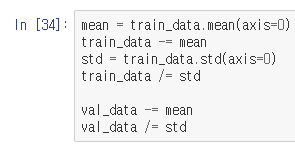 In [34]: mean = train_data.mean(axis=0)
train_data -= mean
std = train_data.std(axis=0)
train_data /= std
val_data -= mean
val_data /= std